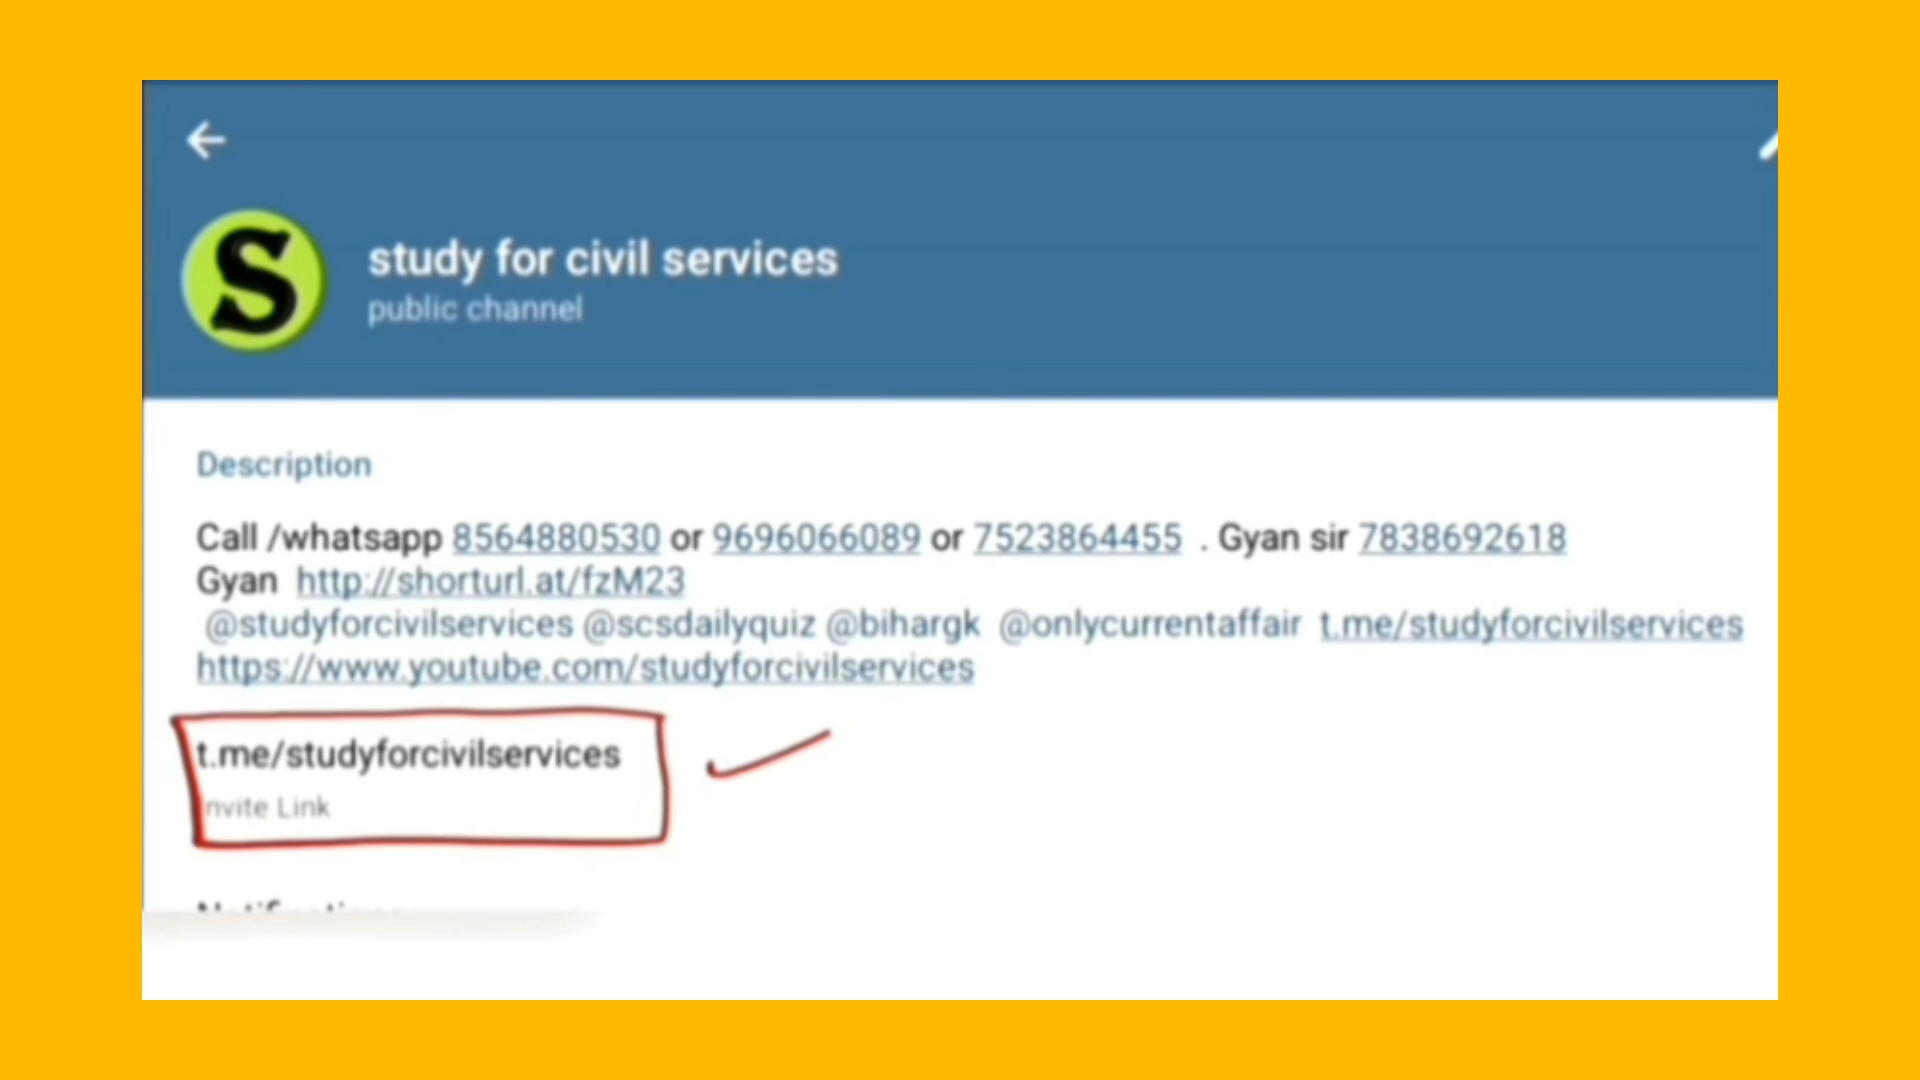 S
study for civil services
public channel
Description
Call /whatsapp 8564880530 or 9696066089 or 7523864455 . Gyan sir 7838692618
Gyan http://shorturl.at/fzM23
@studyforcivilservices @scsdailyquiz @bihargk @onlycurrentaffair t.me/studyforcivilservices
https://www.youtube.com/studyforcivilservices
t.me/studyforcivilservices
Invite Link